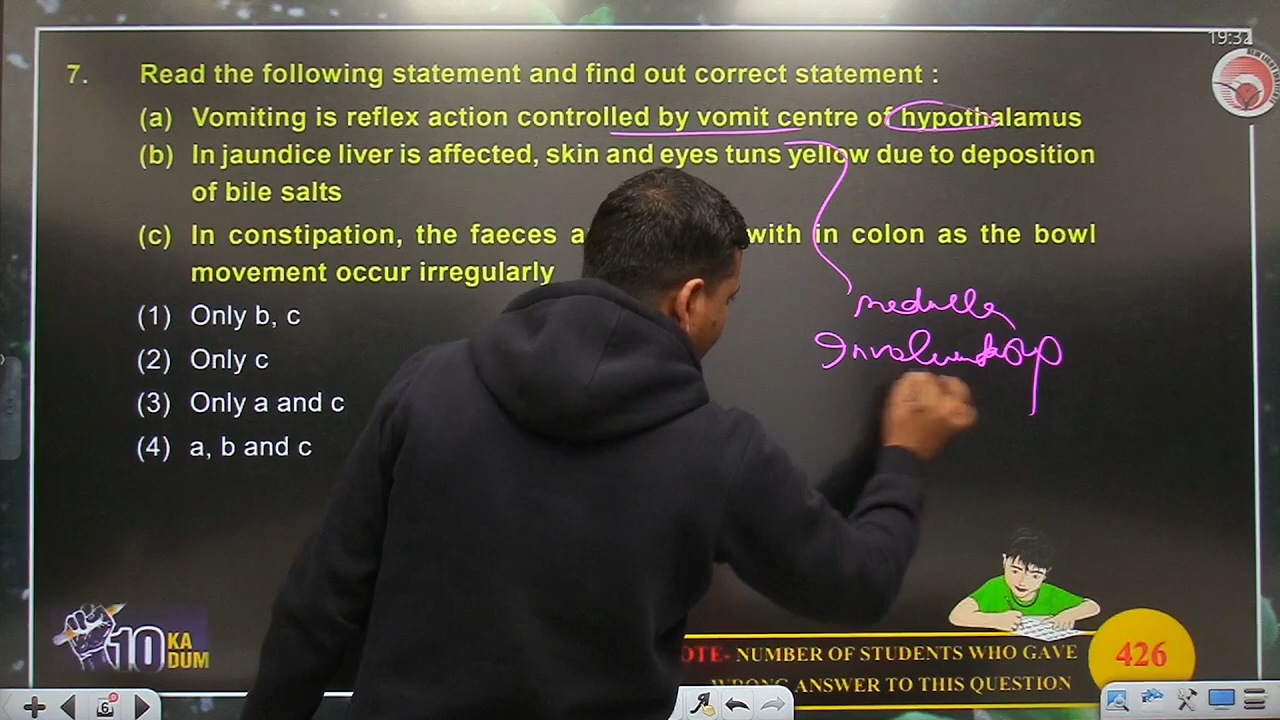 19:32
7. Read the following statement and find out correct statement :
(a) Vomiting is reflex action controlled by vomit centre of hypothalamus
(b) In jaundice liver is affected, skin and eyes tuns yellow due to deposition
of bile salts
(c) In constipation, the faeces with in colon as the bowl
movement occur irregularly
medulla
Involuntary
(1) Only b, c
(2) Only c
(3) Only a and c
(4) a, b and c
10 KA DUM
NUMBER OF STUDENTS WHO GAVE
ANSWER TO THIS QUESTION
426
6